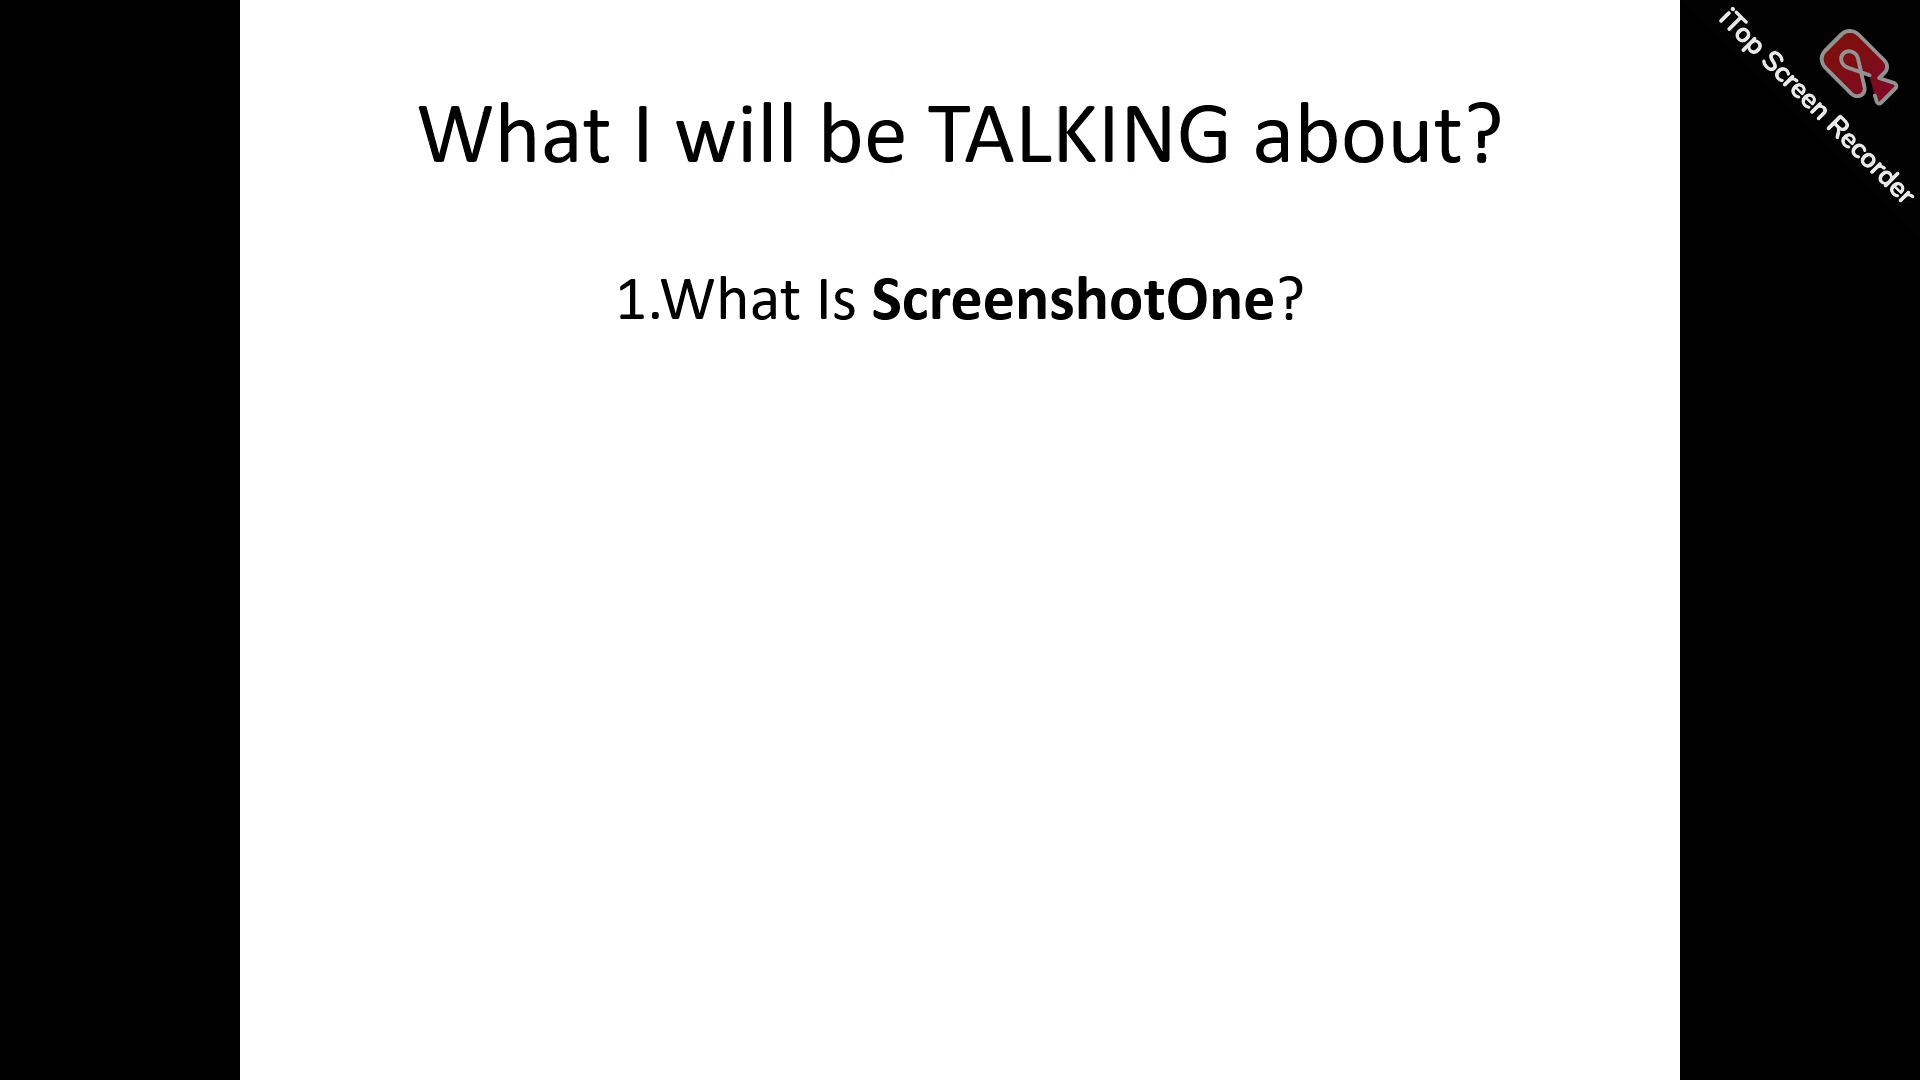 What I will be TALKING about?
1.What Is ScreenshotOne?
iTop Screen Recorder